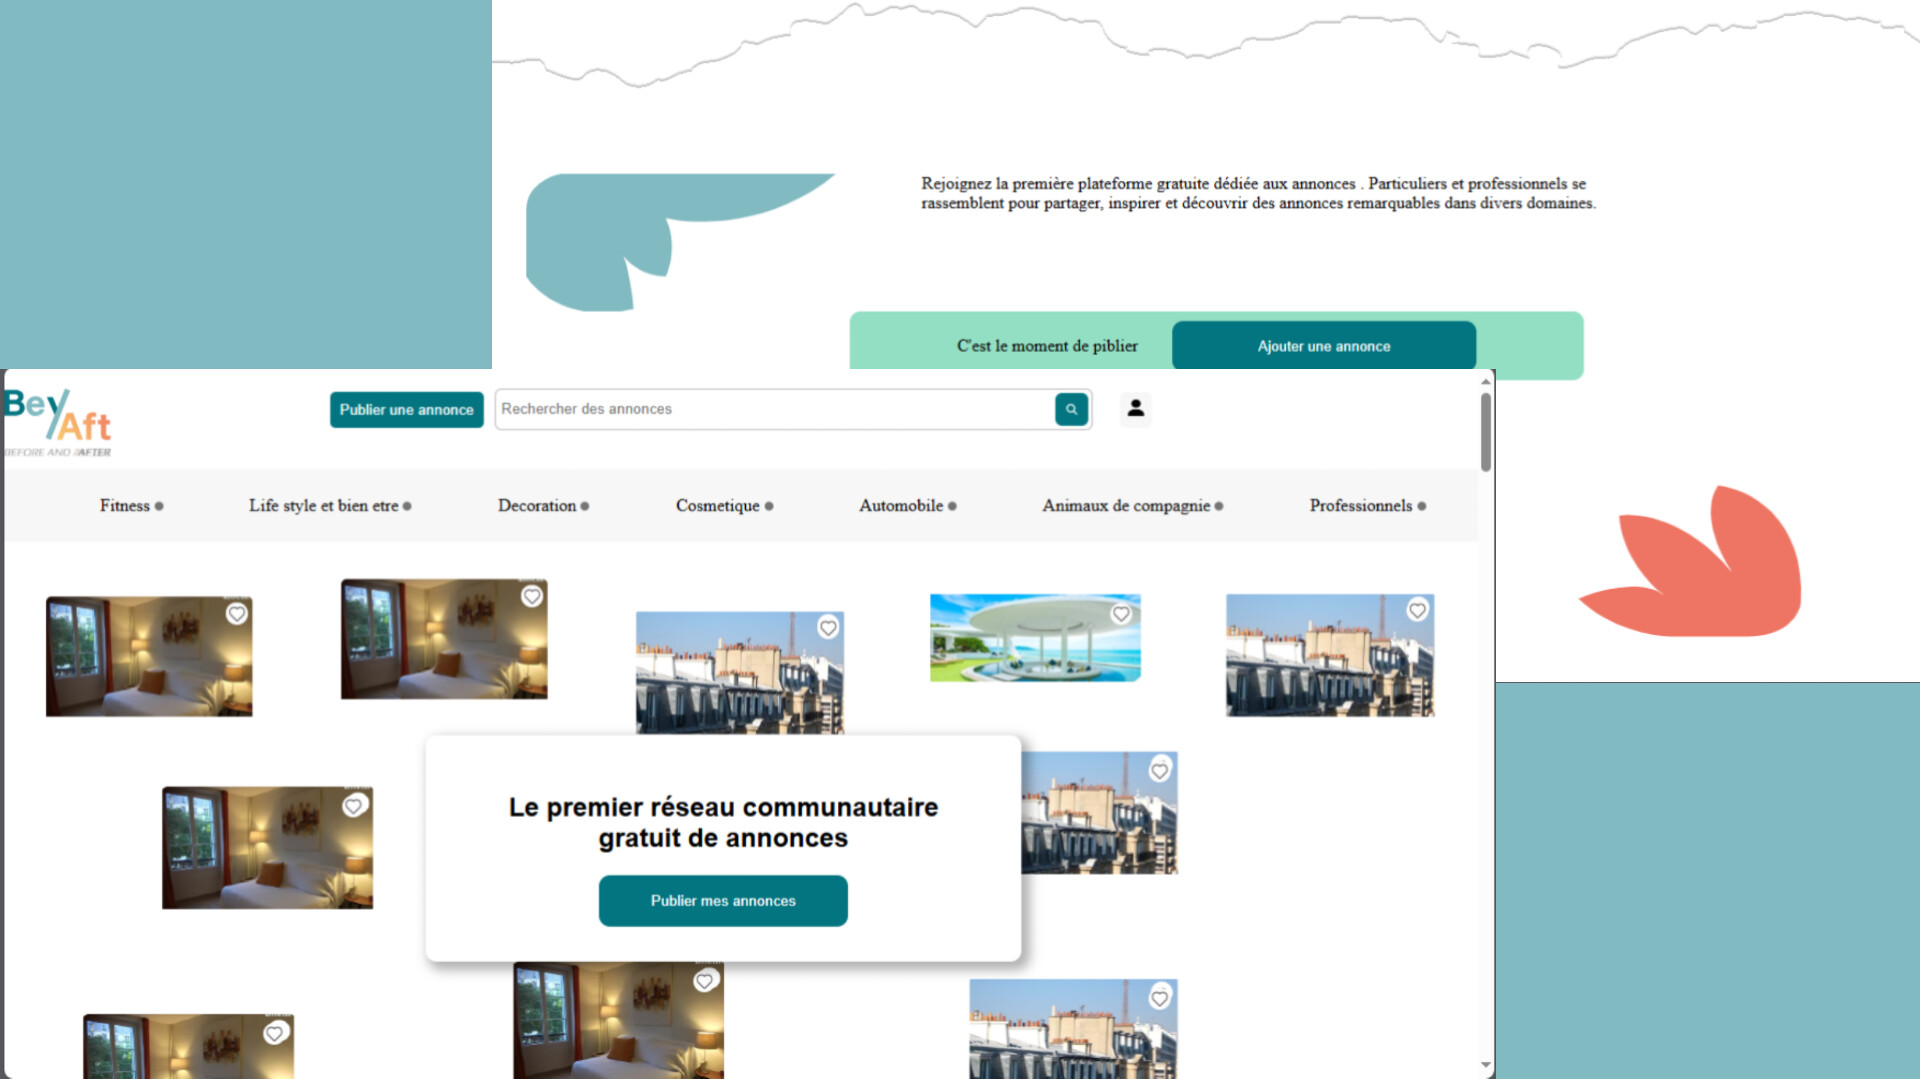 Rejoignez la première plateforme gratuite dédiée aux annonces . Particuliers et professionnels se
rassemblent pour partager, inspirer et découvrir des annonces remarquables dans divers domaines.
C'est le moment de piblier
Ajouter une annonce
Bey/Aft
BEFORE AND AFTER
Publier une annonce
Rechercher des annonces
Fitness
Life style et bien etre
Decoration
Cosmetique
Automobile
Animaux de compagnie
Professionnels
Le premier réseau communautaire
gratuit de annonces
Publier mes annonces